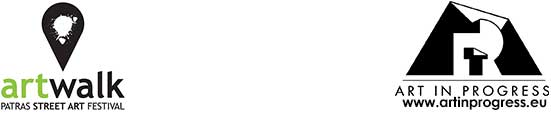 artwalk
PATRAS STREET ART FESTIVAL
ART IN PROGRESS
www.artinprogress.eu